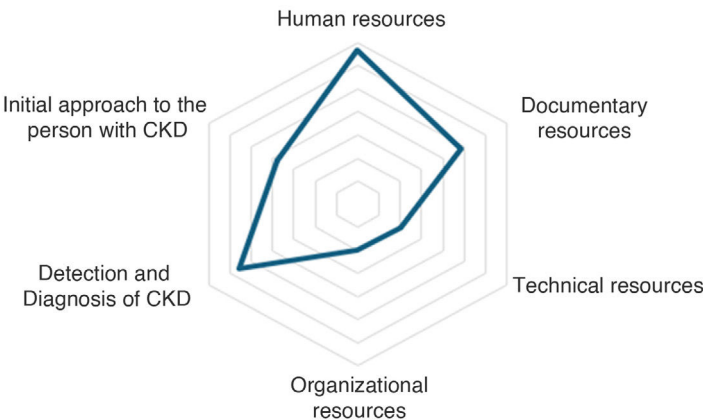 Human resources
Initial approach to the
person with CKD
Documentary
resources
Detection and
Diagnosis of CKD
Technical resources
Organizational
resources